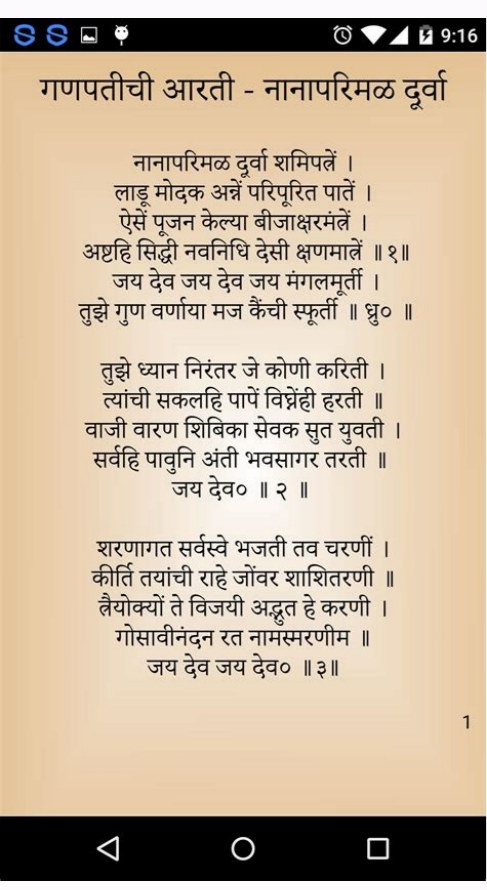 9:16
गणपतीची आरती - नानापरिमळ दूर्वा
नानापरिमळ दूर्वा शमिपत्रें ।
लाडू मोदक अन्नें परिपूरित पातें ।
ऐसें पूजन केल्या बीजाक्षरमंत्रें ।
अष्टहि सिद्धी नवनिधि देसी क्षणमात्रें ॥१॥
जय देव जय देव जय मंगलमूर्ती ।
तुझे गुण वर्णाया मज कैंची स्फूर्ती ॥ ध्रु० ॥
तुझे ध्यान निरंतर जे कोणी करिती ।
त्यांची सकलहि पापें विघ्नेंही हरती ॥
वाजी वारण शिबिका सेवक सुत युवती ।
सर्वहि पावुनि अंती भवसागर तरती ॥
जय देव० ॥ २ ॥
शरणागत सर्वस्वे भजती तव चरणीं ।
कीर्ति तयांची राहे जोंवर शाशितरणी ॥
त्रैयोक्यों ते विजयी अद्भुत हे करणी ।
गोसावीनंदन रत नामस्मरणीम ॥
जय देव जय देव० ॥३॥
1